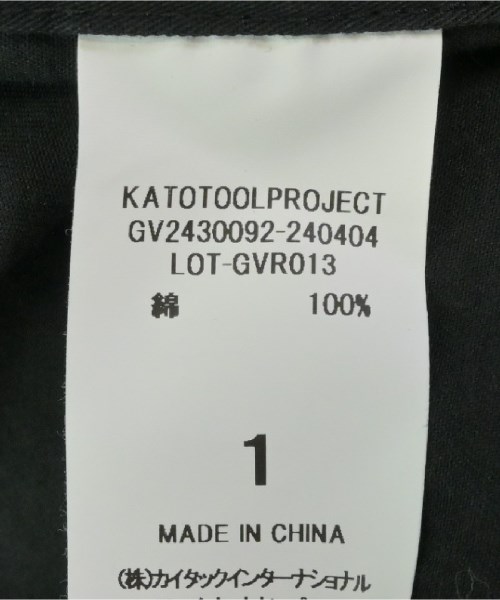 KATOTOOLPROJECT
GV2430092-240404
LOT-GVR013
綿 100%
1
MADE IN CHINA
(株)カイタックインターナショナル